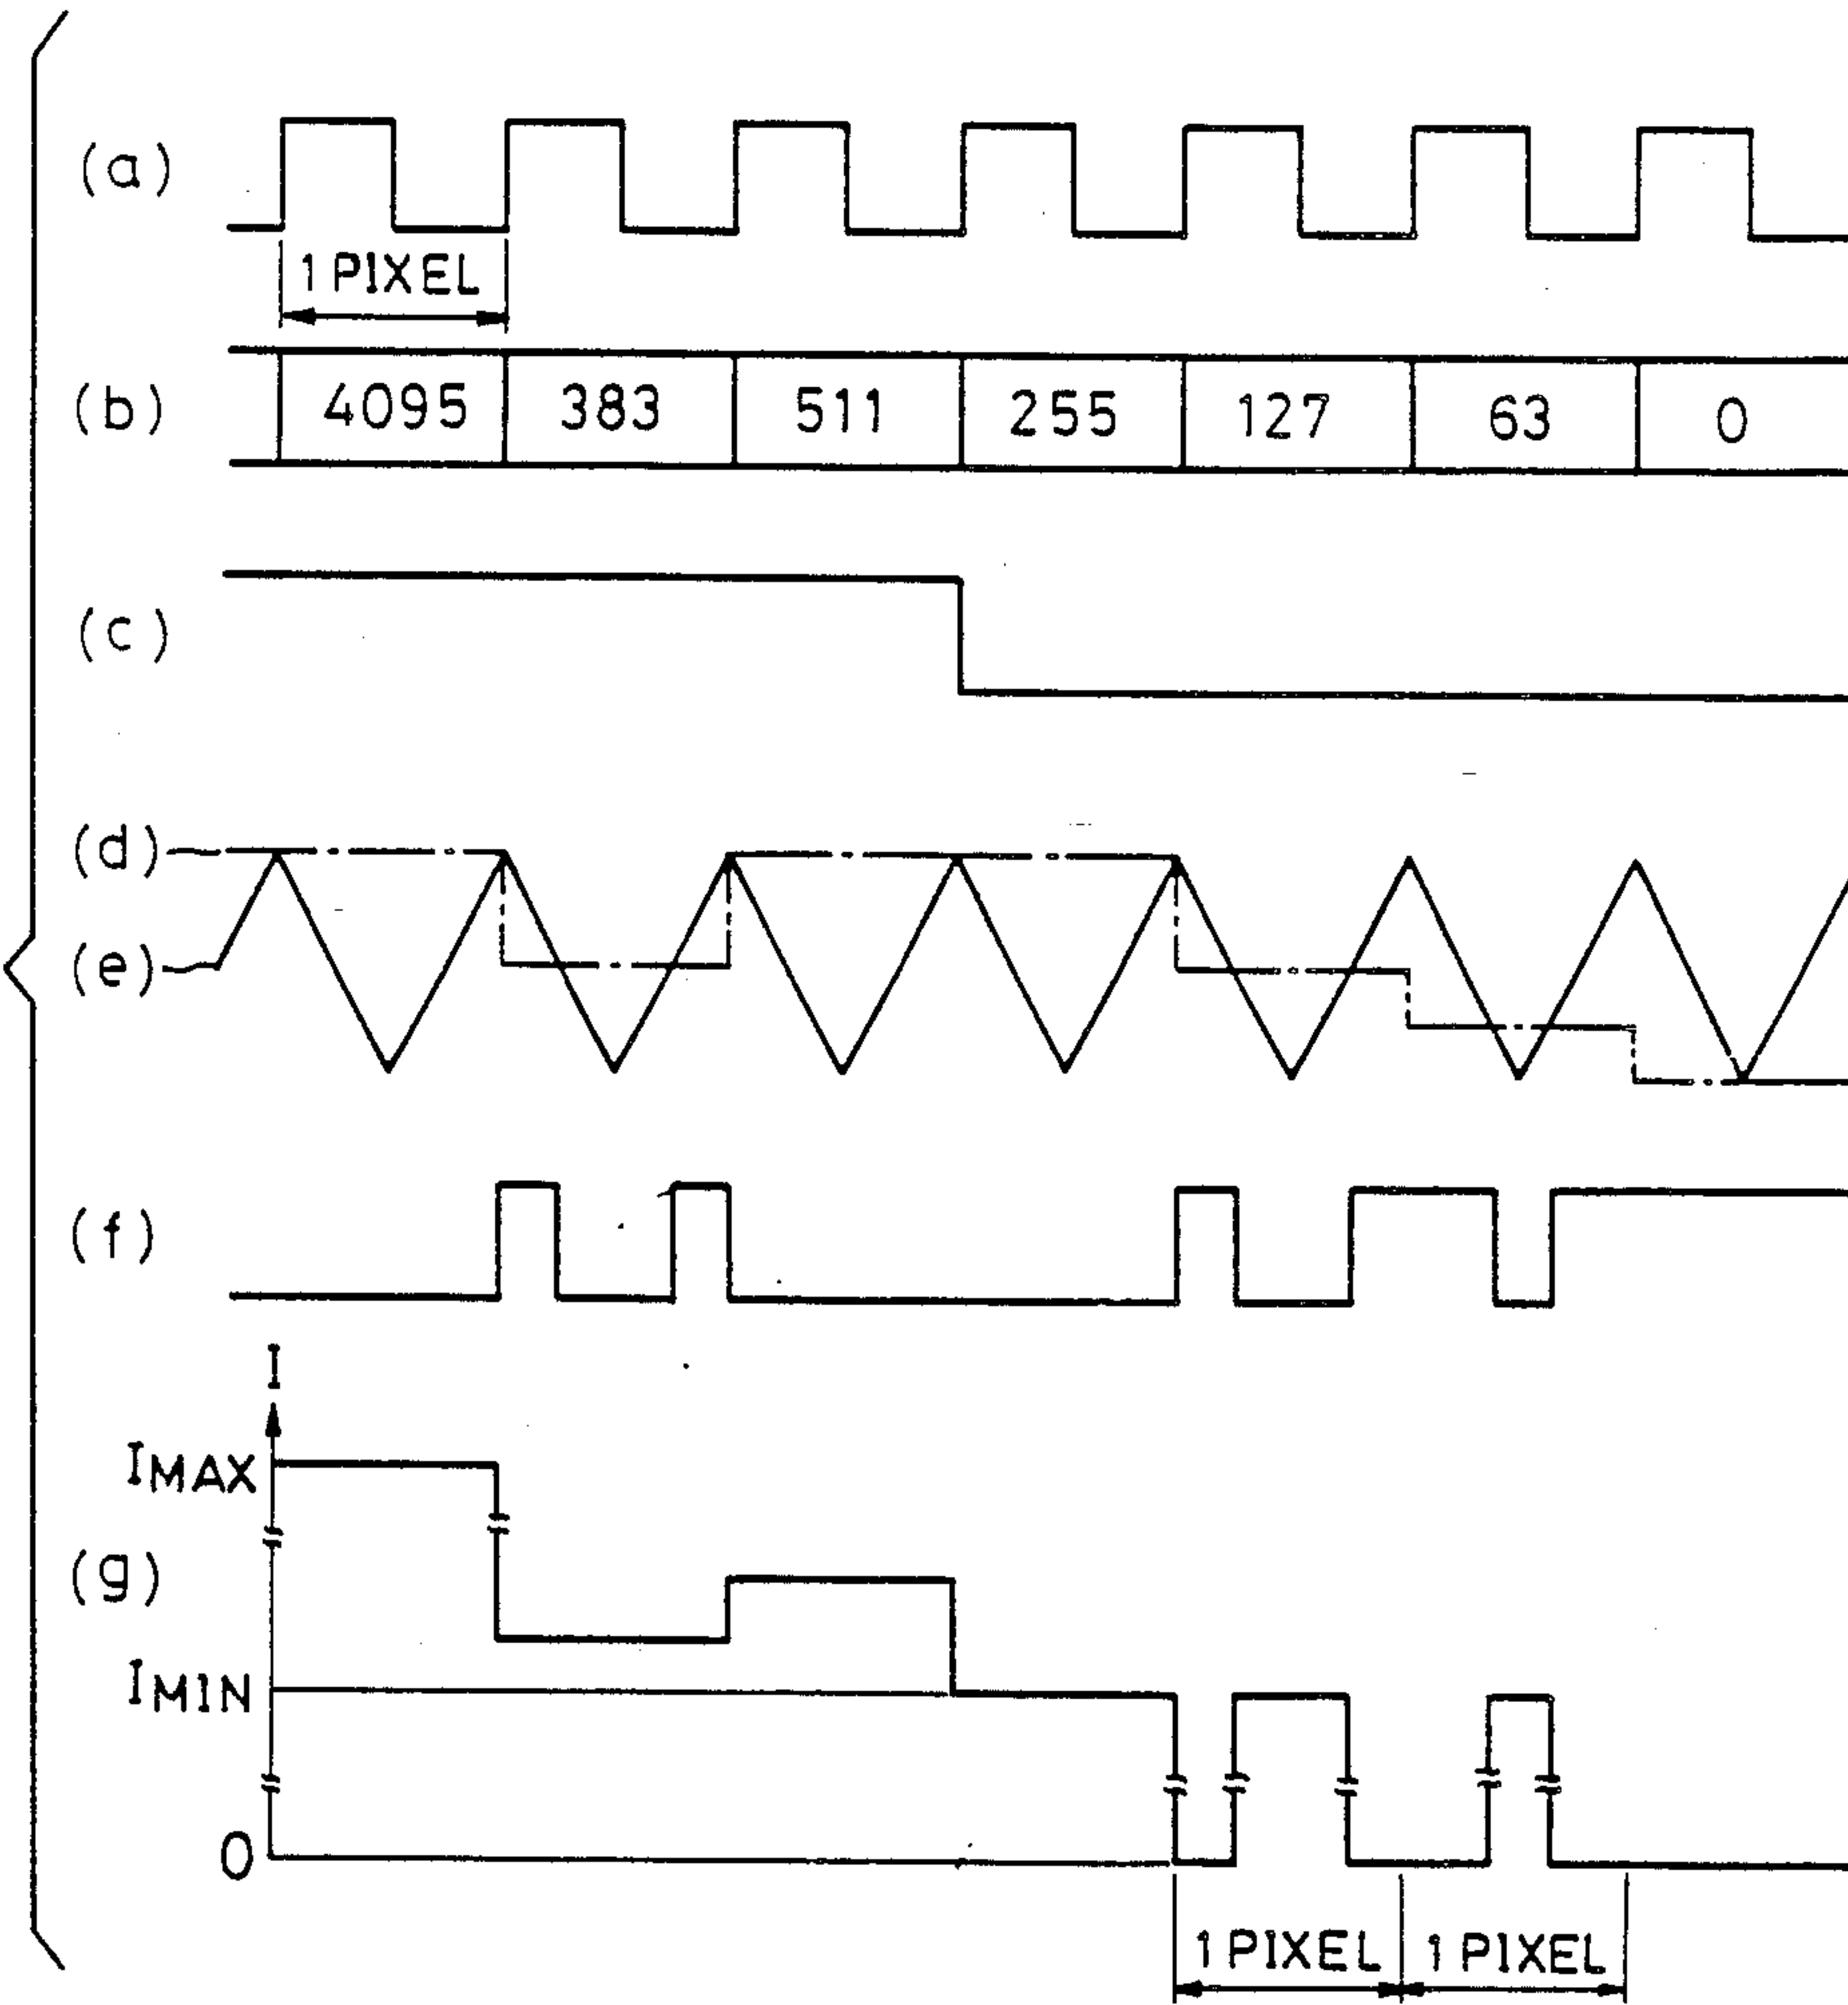 (a)
1 PIXEL
(b) 4095 383 511 255 127 63 0
(c)
(d)
(e)
(f)
I
IMAX
(g)
IMIN
0
1 PIXEL 1 PIXEL